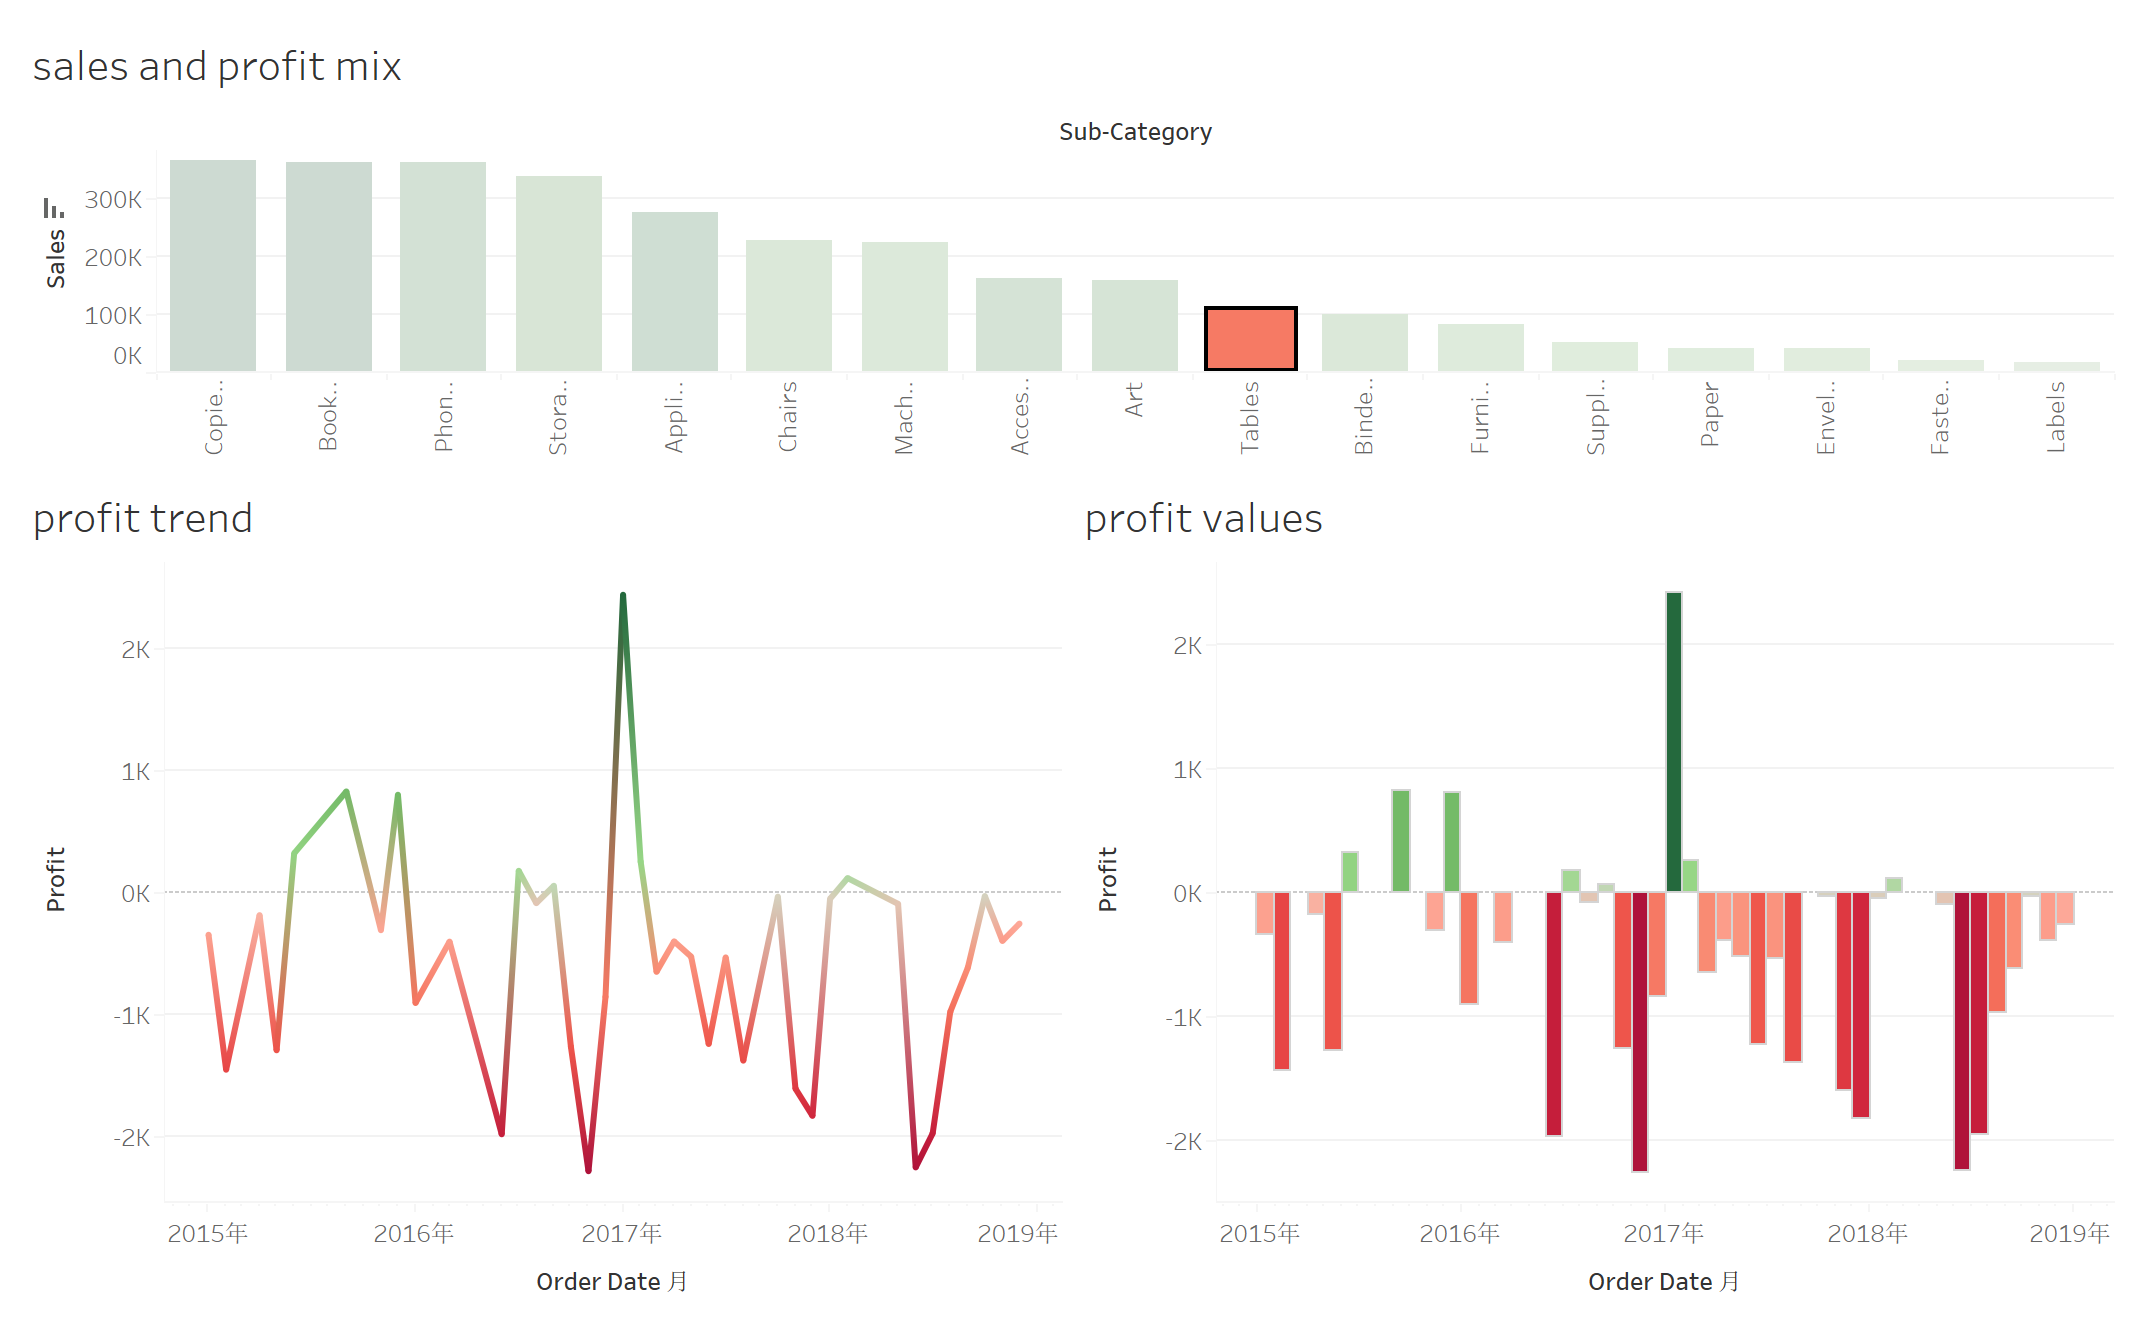 sales and profit mix
Sub-Category
Sales
300K
200K
100K
0K
Copie..
Book..
Phon..
Stora..
Appli..
Chairs
Mach..
Acces..
Art
Tables
Binde..
Furni..
Suppl..
Paper
Envel..
Faste..
Labels
profit trend
Profit
2K
1K
0K
-1K
-2K
2015年
2016年
2017年
2018年
2019年
Order Date 月
profit values
Profit
2K
1K
0K
-1K
-2K
2015年
2016年
2017年
2018年
2019年
Order Date 月